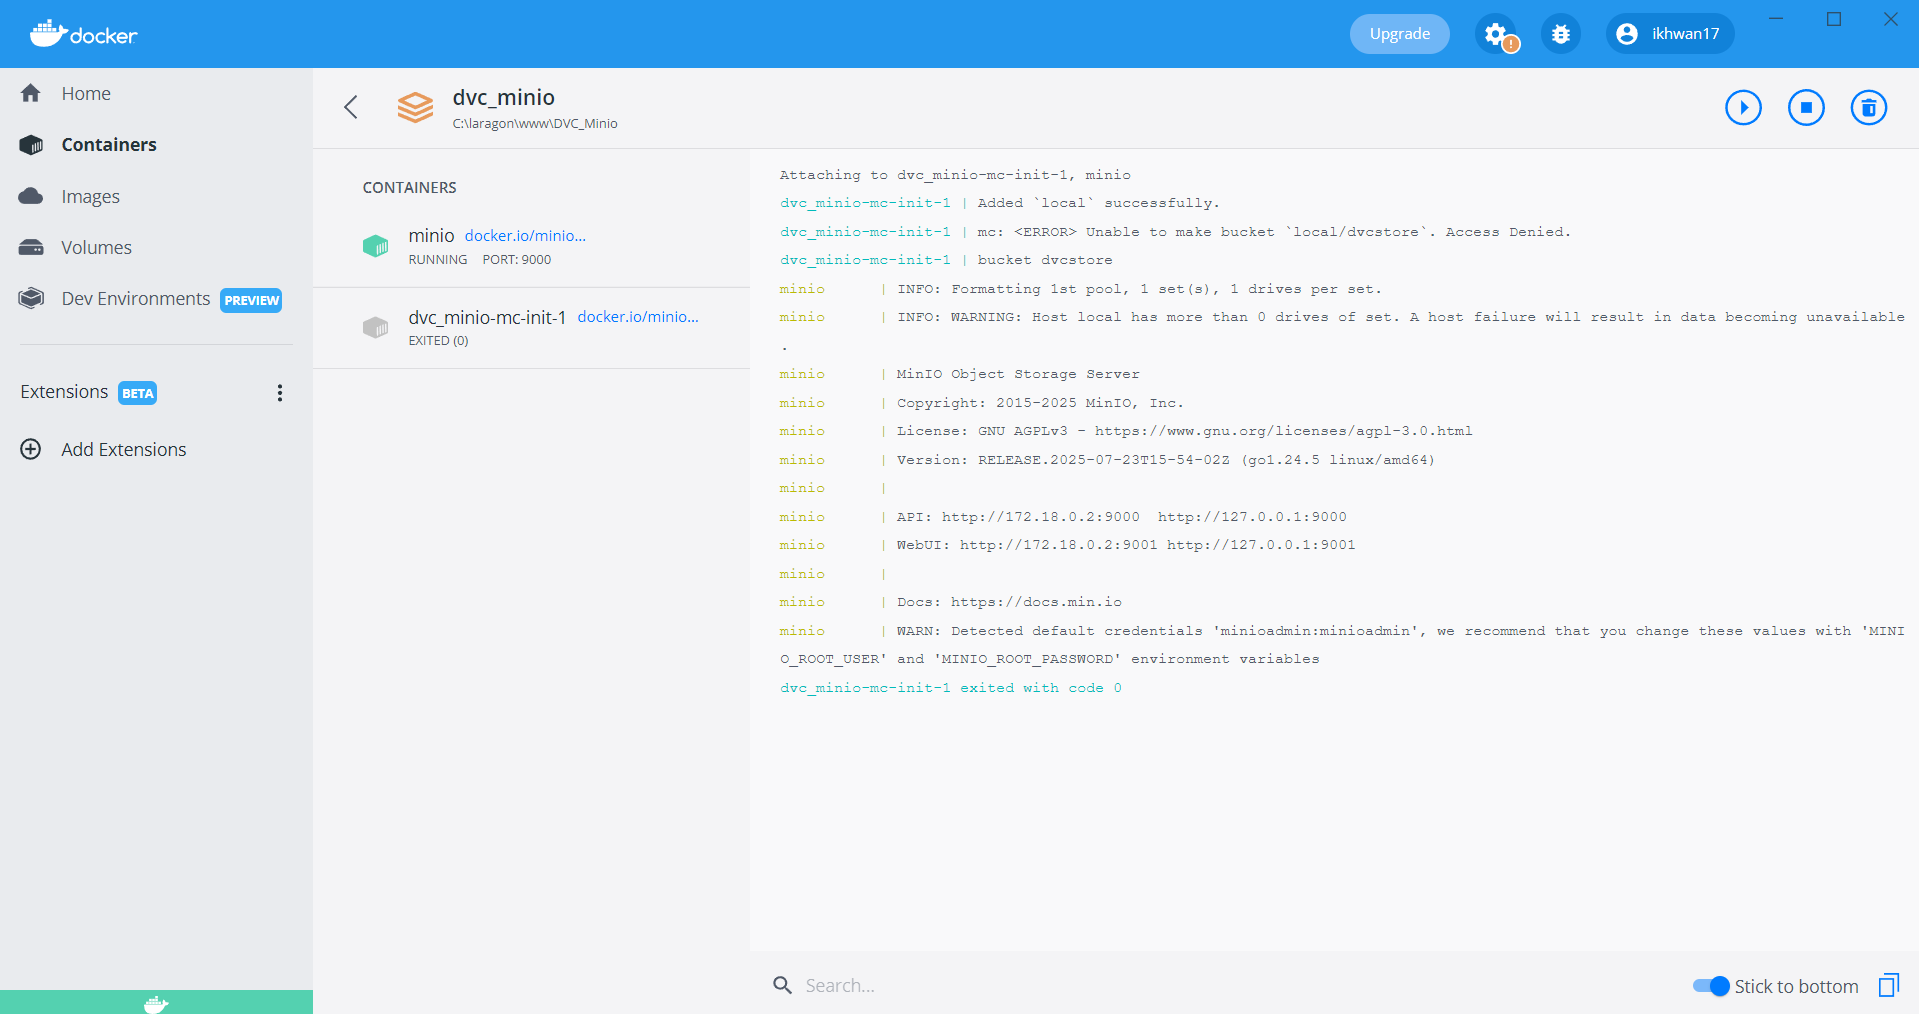 docker
Upgrade
ikhwan17
Home
Containers
Images
Volumes
Dev Environments PREVIEW
Extensions BETA
Add Extensions
dvc_minio
C:\laragon\www\DVC_Minio
CONTAINERS
minio docker.io/minio...
RUNNING PORT: 9000
dvc_minio-mc-init-1 docker.io/minio...
EXITED (0)
Attaching to dvc_minio-mc-init-1, minio
dvc_minio-mc-init-1 | Added `local` successfully.
dvc_minio-mc-init-1 | mc: <ERROR> Unable to make bucket `local/dvcstore`. Access Denied.
dvc_minio-mc-init-1 | bucket dvcstore
minio | INFO: Formatting 1st pool, 1 set(s), 1 drives per set.
minio | INFO: WARNING: Host local has more than 0 drives of set. A host failure will result in data becoming unavailable
.
minio | MinIO Object Storage Server
minio | Copyright: 2015-2025 MinIO, Inc.
minio | License: GNU AGPLv3 - https://www.gnu.org/licenses/agpl-3.0.html
minio | Version: RELEASE.2025-07-23T15-54-02Z (go1.24.5 linux/amd64)
minio |
minio | API: http://172.18.0.2:9000  http://127.0.0.1:9000
minio | WebUI: http://172.18.0.2:9001 http://127.0.0.1:9001
minio |
minio | Docs: https://docs.min.io
minio | WARN: Detected default credentials 'minioadmin:minioadmin', we recommend that you change these values with 'MINI
O_ROOT_USER' and 'MINIO_ROOT_PASSWORD' environment variables
dvc_minio-mc-init-1 exited with code 0
Search...
Stick to bottom